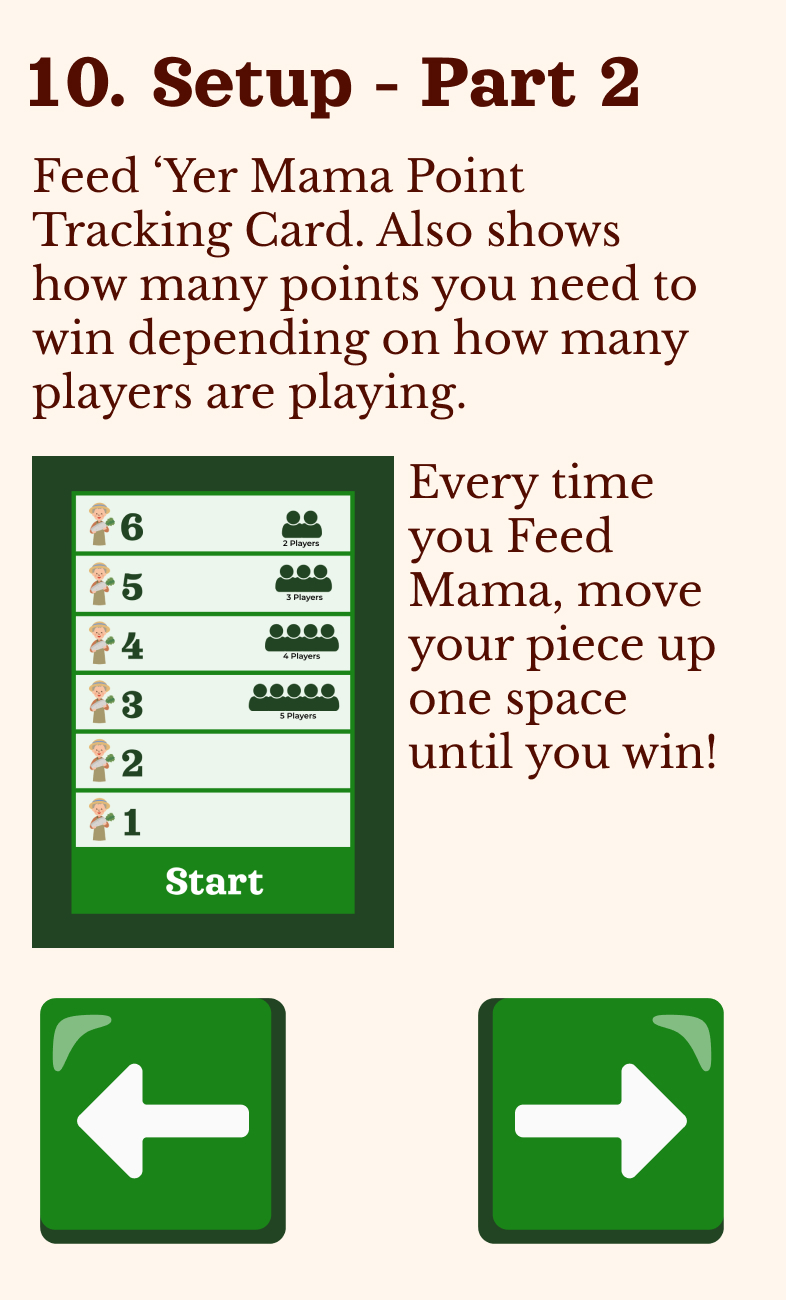 10. Setup - Part 2
Feed ‘Yer Mama Point
Tracking Card. Also shows
how many points you need to
win depending on how many
players are playing.
6
2 Players
5
3 Players
4
4 Players
3
5 Players
2
1
Start
Every time
you Feed
Mama, move
your piece up
one space
until you win!